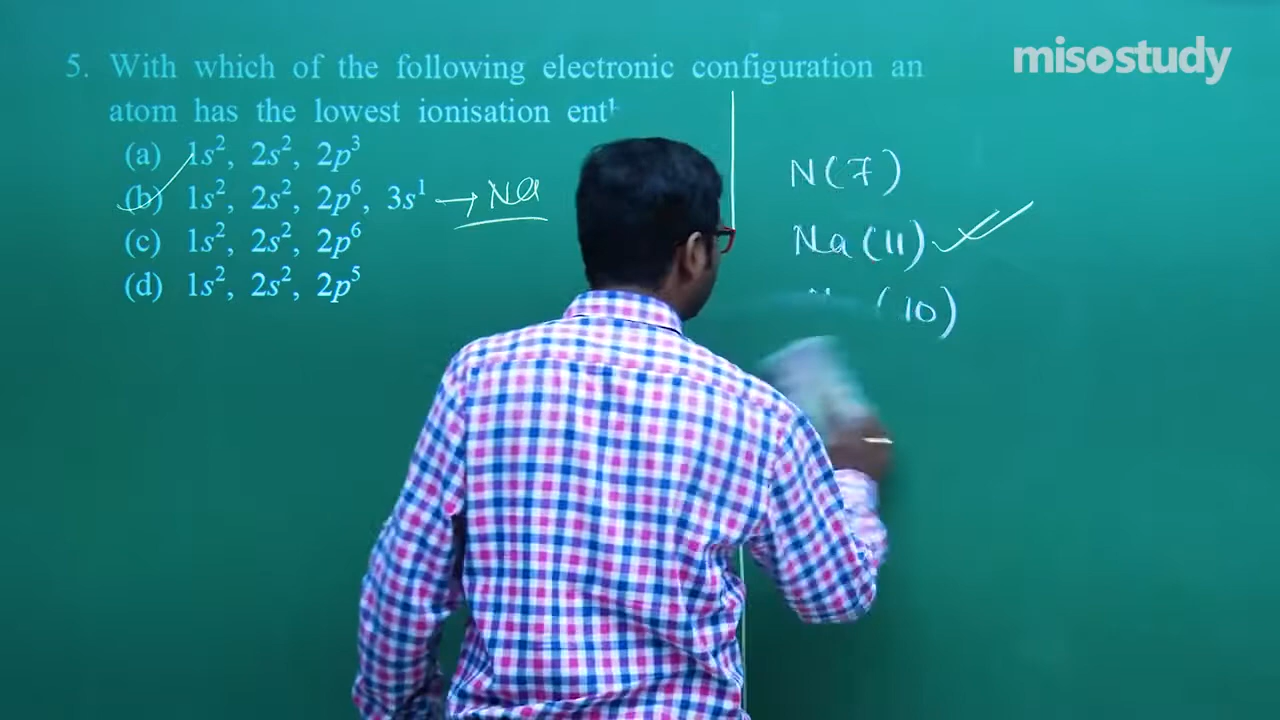 misostudy
5. With which of the following electronic configuration an
atom has the lowest ionisation
(a) 1s², 2s², 2p³
(b) 1s², 2s², 2p⁶, 3s¹ → Na
(c) 1s², 2s², 2p⁶
(d) 1s², 2s², 2p⁵
N(7)
Na(11)
(10)